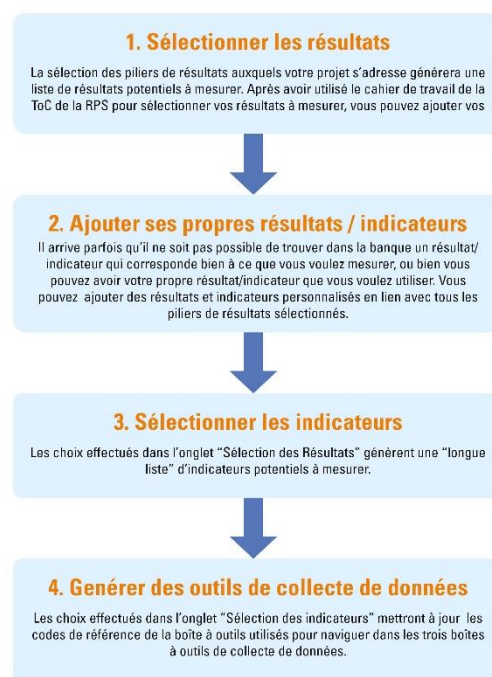 1. Sélectionner les résultats
La sélection des piliers de résultats auxquels votre projet s’adresse générera une
liste de résultats potentiels à mesurer. Après avoir utilisé le cahier de travail de la
ToC de la RPS pour sélectionner vos résultats à mesurer, vous pouvez ajouter vos
2. Ajouter ses propres résultats / indicateurs
Il arrive parfois qu’il ne soit pas possible de trouver dans la banque un résultat/
indicateur qui corresponde bien à ce que vous voulez mesurer, ou bien vous
pouvez avoir votre propre résultat/indicateur que vous voulez utiliser. Vous
pouvez ajouter des résultats et indicateurs personnalisés en lien avec tous les
piliers de résultats sélectionnés.
3. Sélectionner les indicateurs
Les choix effectués dans l’onglet “Sélection des Résultats” génèrent une “longue
liste” d’indicateurs potentiels à mesurer.
4. Genérer des outils de collecte de données
Les choix effectués dans l’onglet “Sélection des indicateurs” mettront à jour les
codes de référence de la boîte à outils utilisés pour naviguer dans les trois boîtes
à outils de collecte de données.